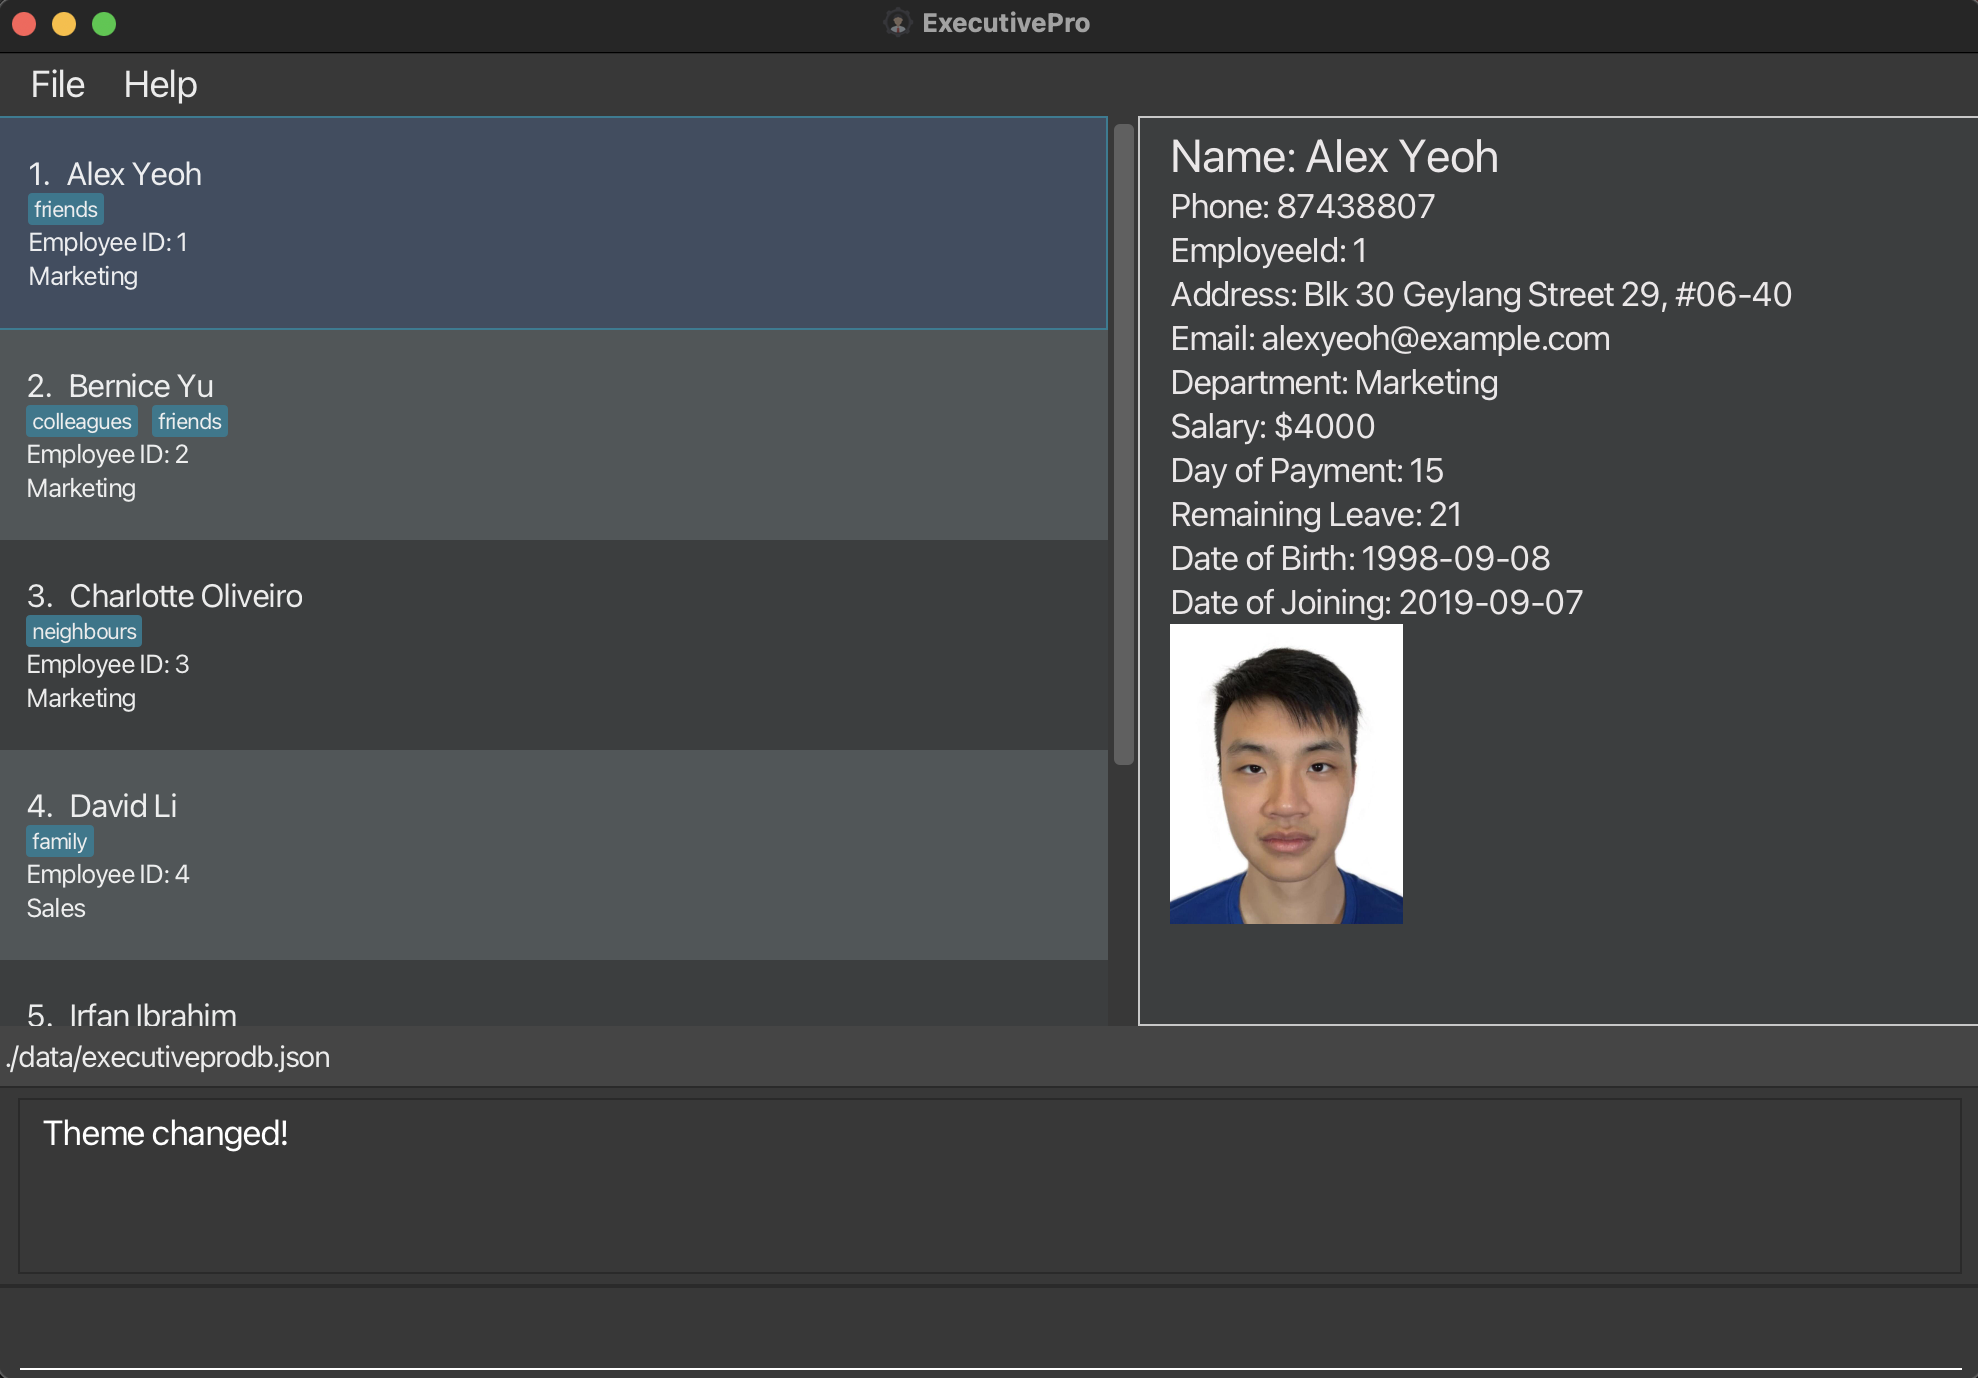 ExecutivePro
File Help
1. Alex Yeoh
friends
Employee ID: 1
Marketing
2. Bernice Yu
colleagues friends
Employee ID: 2
Marketing
3. Charlotte Oliveiro
neighbours
Employee ID: 3
Marketing
4. David Li
family
Employee ID: 4
Sales
5. Irfan Ibrahim
Name: Alex Yeoh
Phone: 87438807
EmployeeId: 1
Address: Blk 30 Geylang Street 29, #06-40
Email: alexyeoh@example.com
Department: Marketing
Salary: $4000
Day of Payment: 15
Remaining Leave: 21
Date of Birth: 1998-09-08
Date of Joining: 2019-09-07
./data/executiveprodb.json
Theme changed!